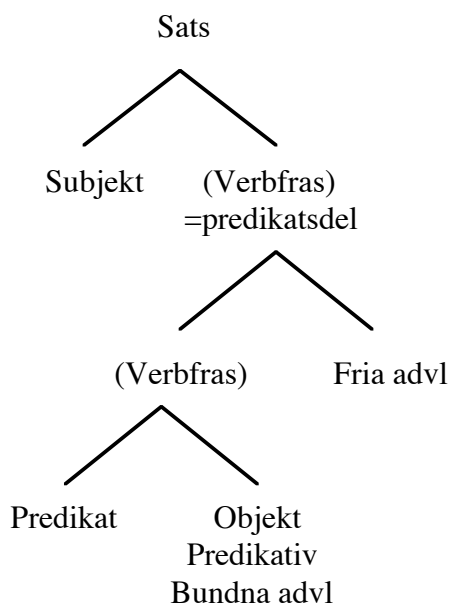 Sats
Subjekt (Verbfras)
=predikatsdel
(Verbfras) Fria advl
Predikat Objekt
Predikativ
Bundna advl